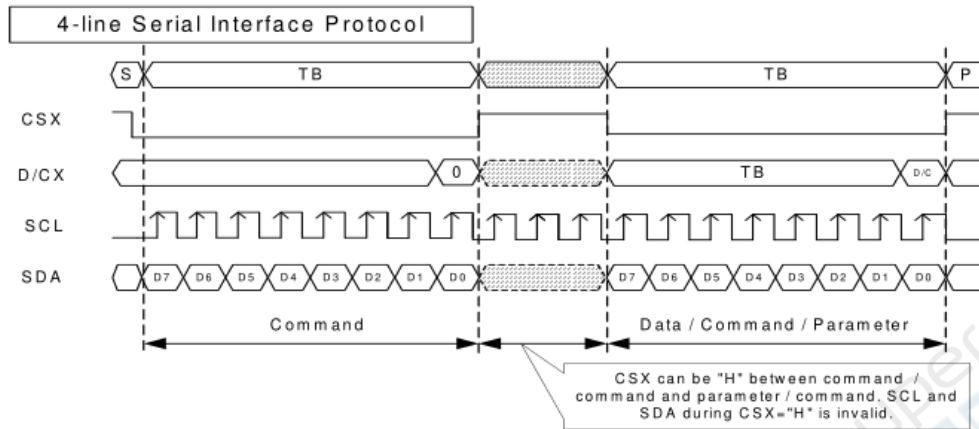 4-line Serial Interface Protocol
S TB TB P
CSX
D/CX 0 TB D/C
SCL
SDA D7 D6 D5 D4 D3 D2 D1 D0 D7 D6 D5 D4 D3 D2 D1 D0
Command Data / Command / Parameter
CSX can be "H" between command /
command and parameter / command. SCL and
SDA during CSX="H" is invalid.